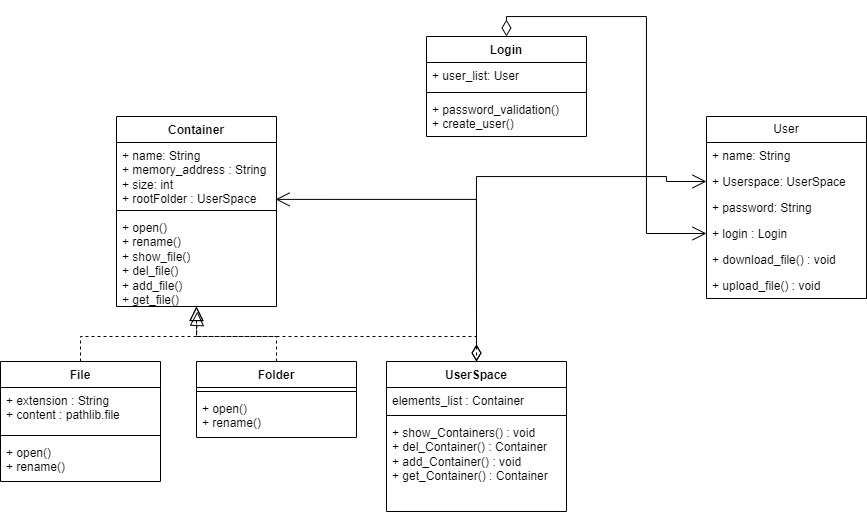 Login
+ user_list: User
+ password_validation()
+ create_user()
Container
+ name: String
+ memory_address : String
+ size: int
+ rootFolder : UserSpace
+ open()
+ rename()
+ show_file()
+ del_file()
+ add_file()
+ get_file()
User
+ name: String
+ Userspace: UserSpace
+ password: String
+ login : Login
+ download_file() : void
+ upload_file() : void
File
+ extension : String
+ content : pathlib.file
+ open()
+ rename()
Folder
+ open()
+ rename()
UserSpace
elements_list : Container
+ show_Containers() : void
+ del_Container() : Container
+ add_Container() : void
+ get_Container() : Container